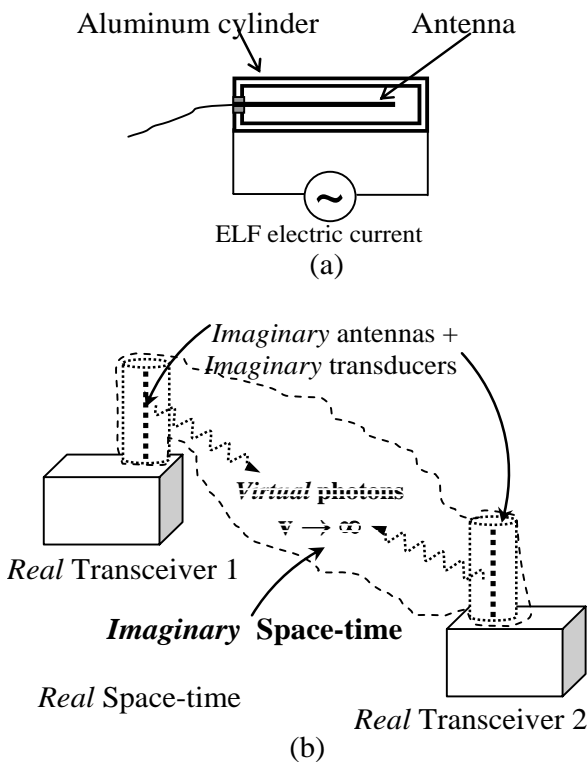 Aluminum cylinder Antenna
~
ELF electric current
(a)
Imaginary antennas +
Imaginary transducers
Virtual photons
v → ∞
Real Transceiver 1
Imaginary Space-time
Real Space-time
Real Transceiver 2
(b)